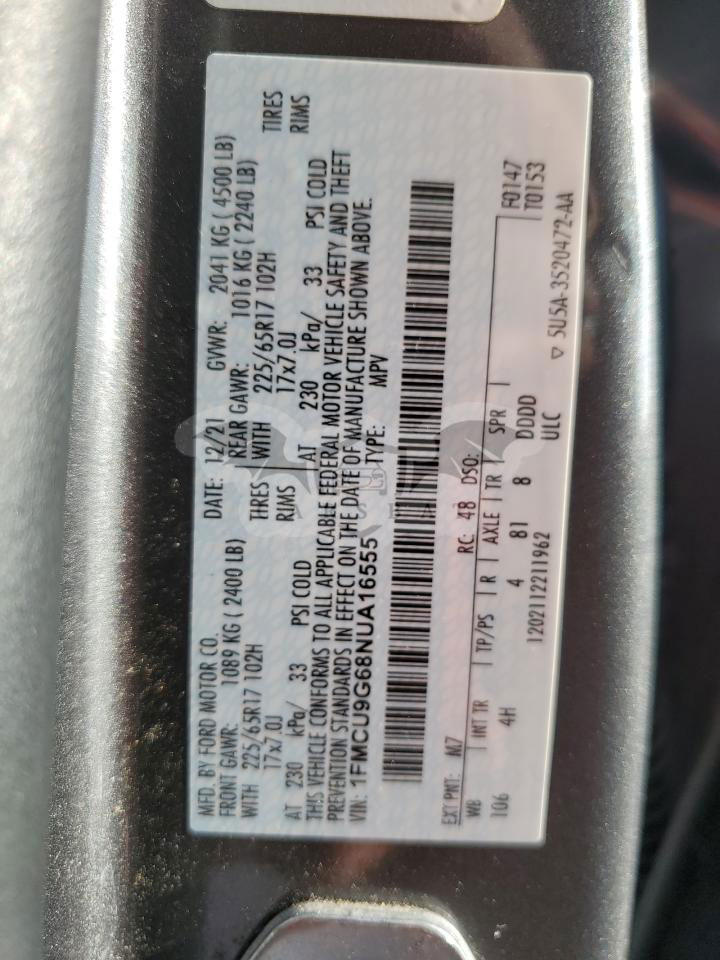 MFD. BY FORD MOTOR CO. DATE: 12/21 GVWR: 2041 KG ( 4500 LB)
FRONT GAWR: 1089 KG ( 2400 LB) REAR GAWR: 1016 KG ( 2240 LB)
WITH 225/65R17 102H TIRES WITH 225/65R17 102H TIRES
17x7.0J RIMS 17x7.0J RIMS
AT 230 kPa/ 33 PSI COLD AT 230 kPa/ 33 PSI COLD
THIS VEHICLE CONFORMS TO ALL APPLICABLE FEDERAL MOTOR VEHICLE SAFETY AND THEFT
PREVENTION STANDARDS IN EFFECT ON THE DATE OF MANUFACTURE SHOWN ABOVE.
VIN: 1FMCU9G68NUA16555 TYPE: MPV
EXT PNT: M7 RC: 48 DSO: F0147
WB INT TR TP/PS R AXLE TR SPR T0153
106 4H 4 81 8 DDDD
1202112211962 ULC ▽ 5U5A-3520472-AA